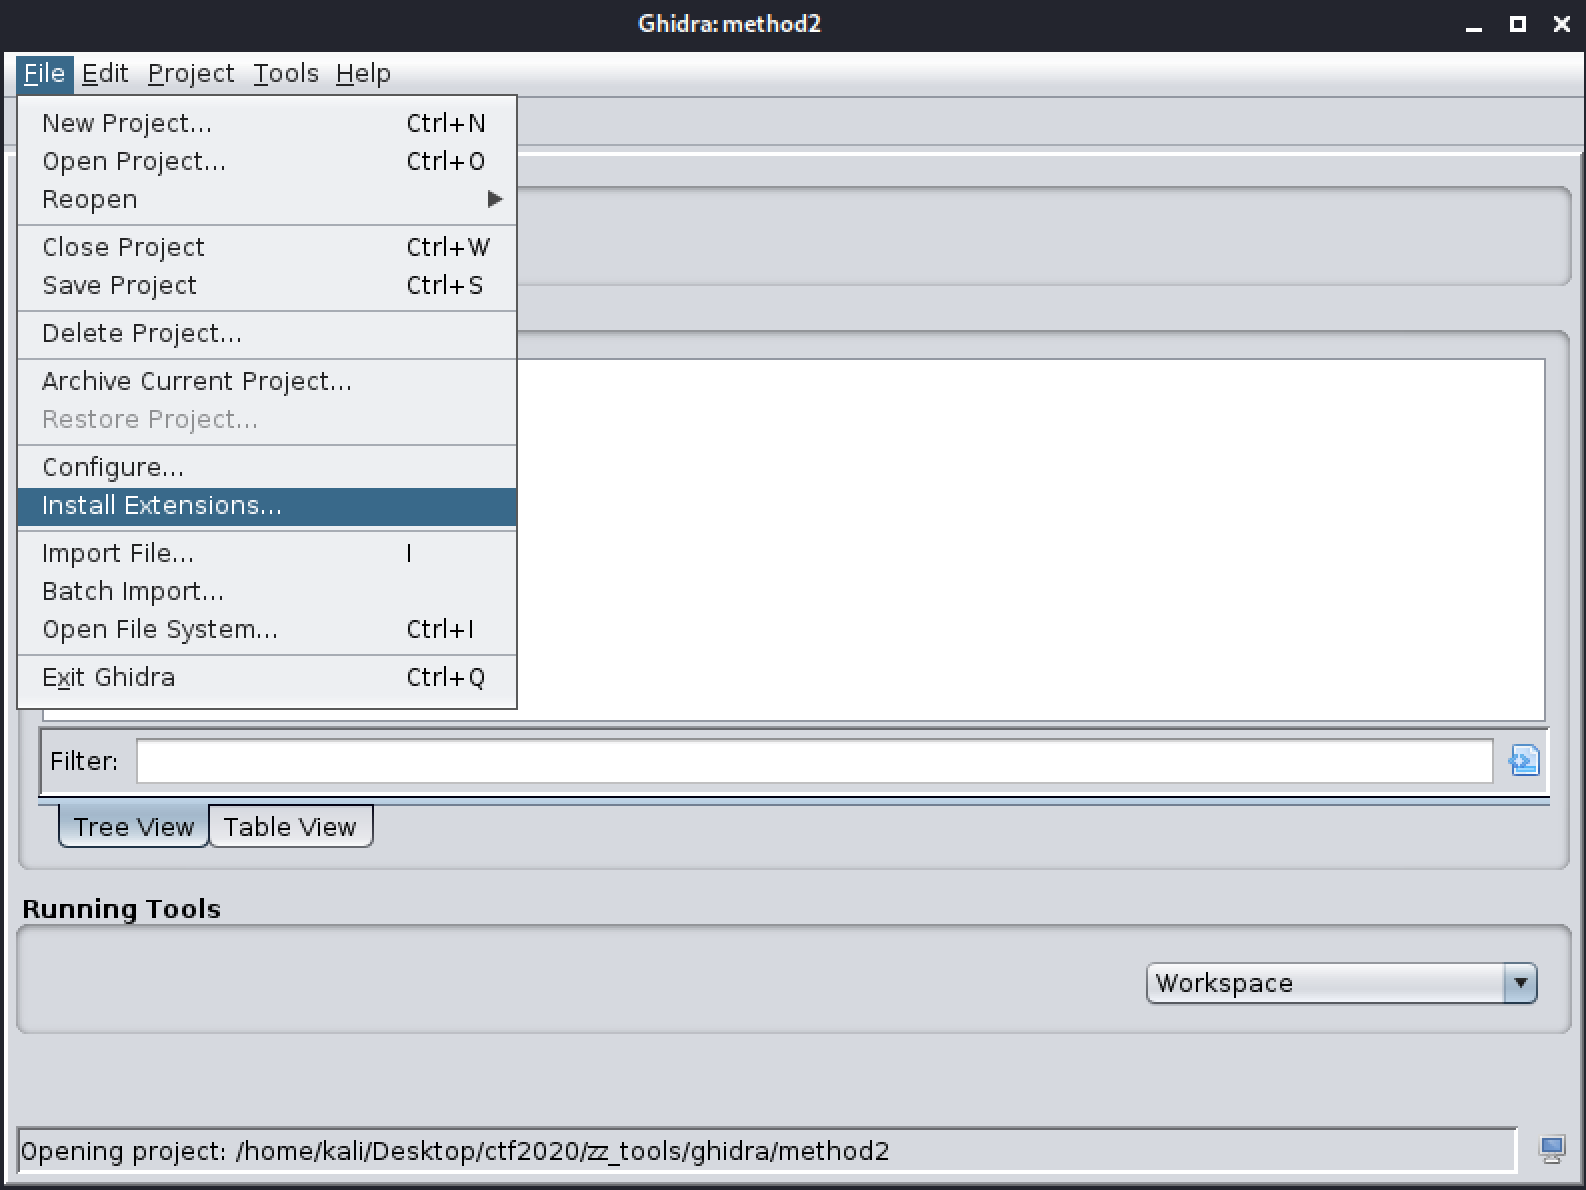 Ghidra: method2
File Edit Project Tools Help
New Project... Ctrl+N
Open Project... Ctrl+O
Reopen
Close Project Ctrl+W
Save Project Ctrl+S
Delete Project...
Archive Current Project...
Restore Project...
Configure...
Install Extensions...
Import File... I
Batch Import...
Open File System... Ctrl+I
Exit Ghidra Ctrl+Q
Filter:
Tree View Table View
Running Tools
Workspace
Opening project: /home/kali/Desktop/ctf2020/zz_tools/ghidra/method2